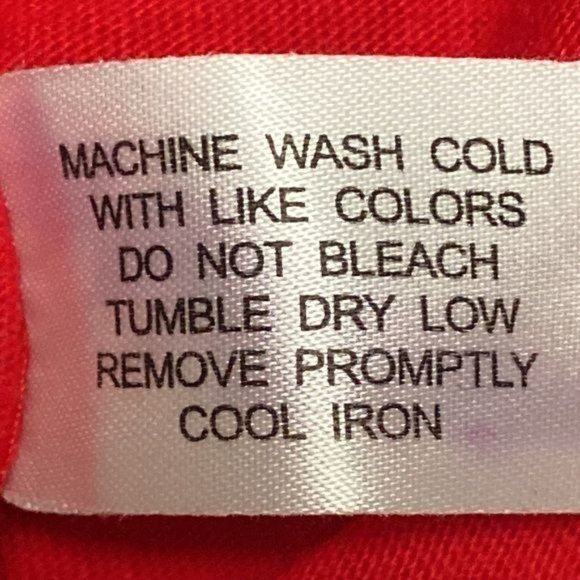 MACHINE WASH COLD
WITH LIKE COLORS
DO NOT BLEACH
TUMBLE DRY LOW
REMOVE PROMPTLY
COOL IRON